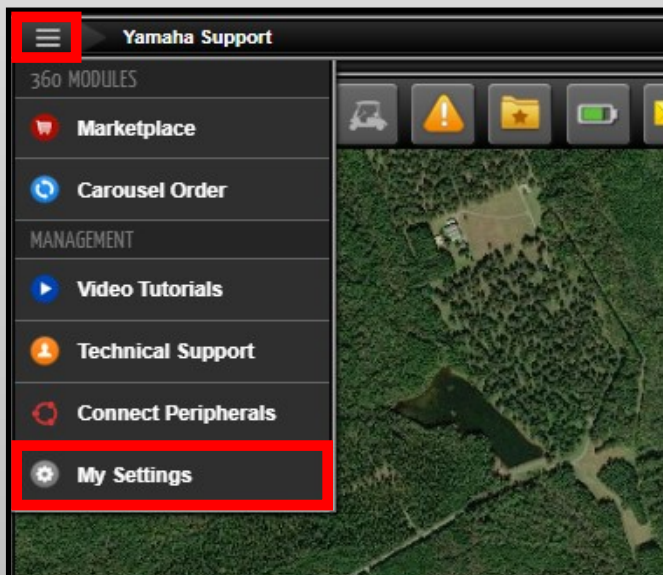 Yamaha Support
360 MODULES
Marketplace
Carousel Order
MANAGEMENT
Video Tutorials
Technical Support
Connect Peripherals
My Settings